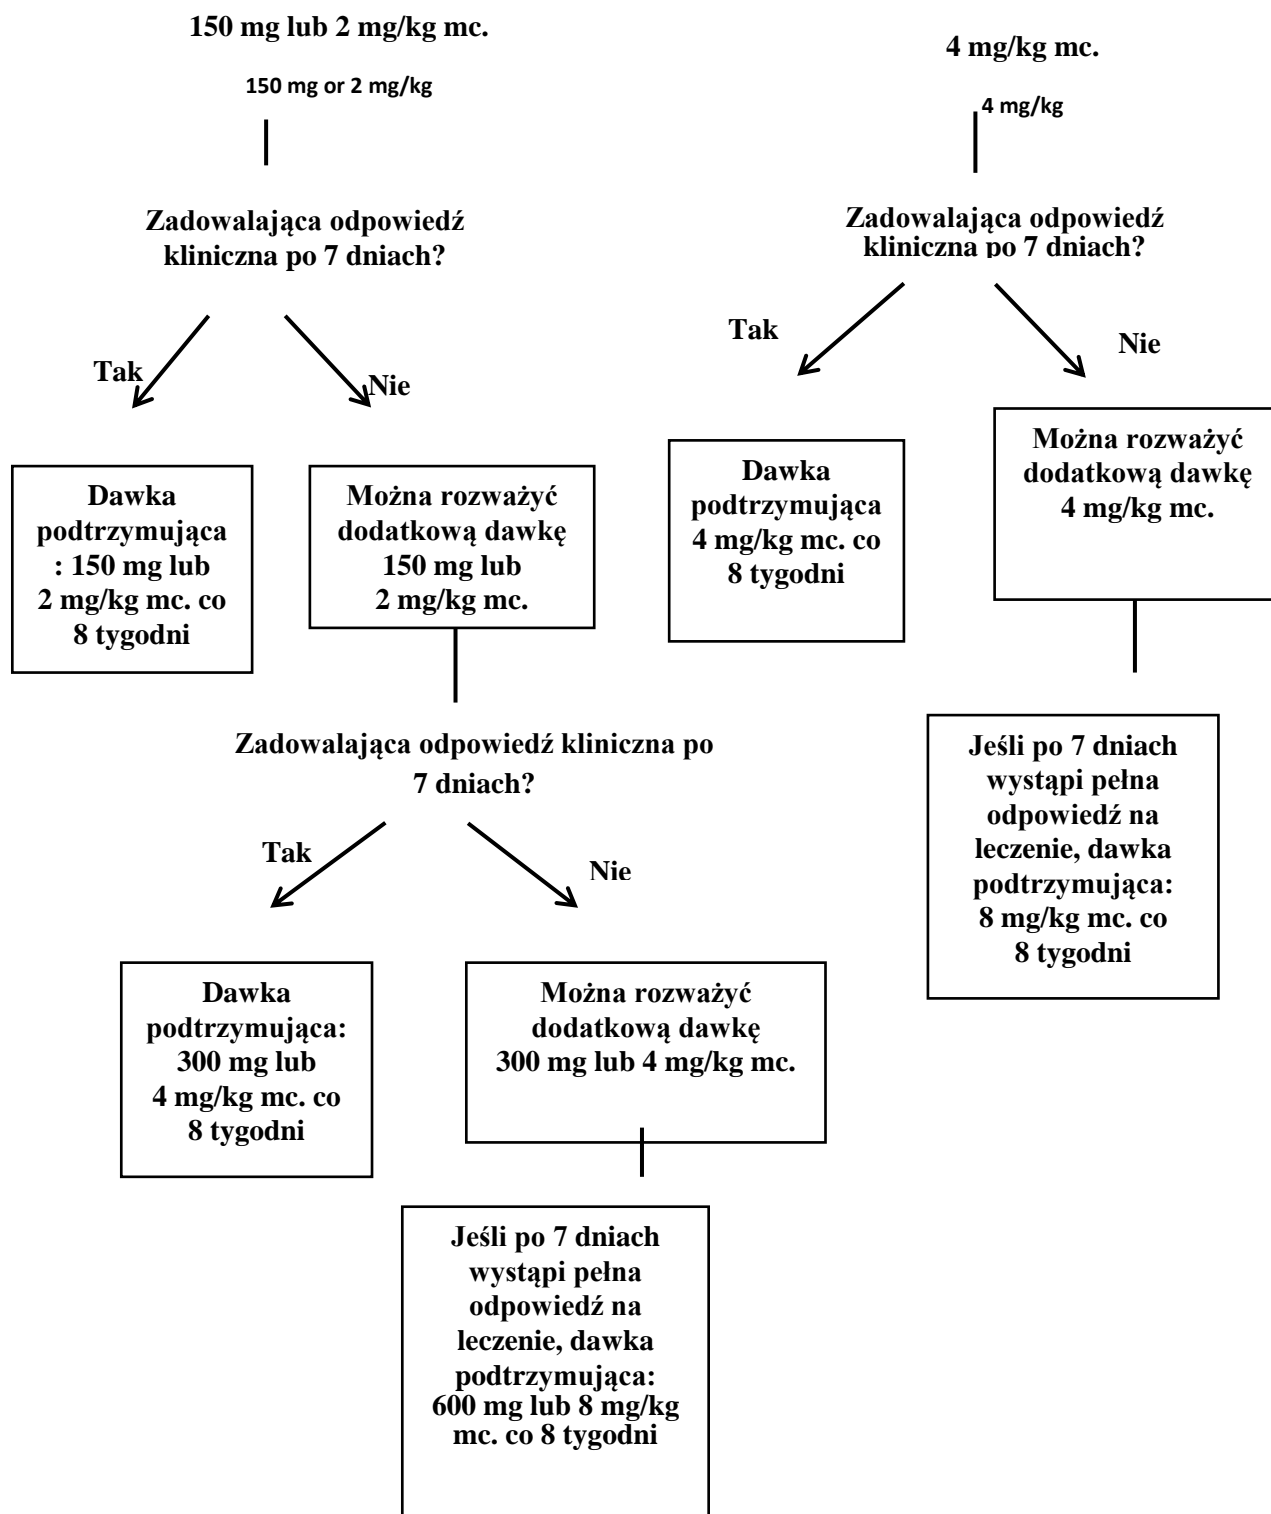 150 mg lub 2 mg/kg mc.
150 mg or 2 mg/kg
Zadowalająca odpowiedź
kliniczna po 7 dniach?
Tak
Nie
Dawka
podtrzymująca
: 150 mg lub
2 mg/kg mc. co
8 tygodni
Można rozważyć
dodatkową dawkę
150 mg lub
2 mg/kg mc.
Zadowalająca odpowiedź kliniczna po
7 dniach?
Tak
Nie
Dawka
podtrzymująca:
300 mg lub
4 mg/kg mc. co
8 tygodni
Można rozważyć
dodatkową dawkę
300 mg lub 4 mg/kg mc.
Jeśli po 7 dniach
wystąpi pełna
odpowiedź na
leczenie, dawka
podtrzymująca:
600 mg lub 8 mg/kg
mc. co 8 tygodni
4 mg/kg mc.
4 mg/kg
Zadowalająca odpowiedź
kliniczna po 7 dniach?
Tak
Nie
Dawka
podtrzymująca
4 mg/kg mc. co
8 tygodni
Można rozważyć
dodatkową dawkę
4 mg/kg mc.
Jeśli po 7 dniach
wystąpi pełna
odpowiedź na
leczenie, dawka
podtrzymująca:
8 mg/kg mc. co
8 tygodni